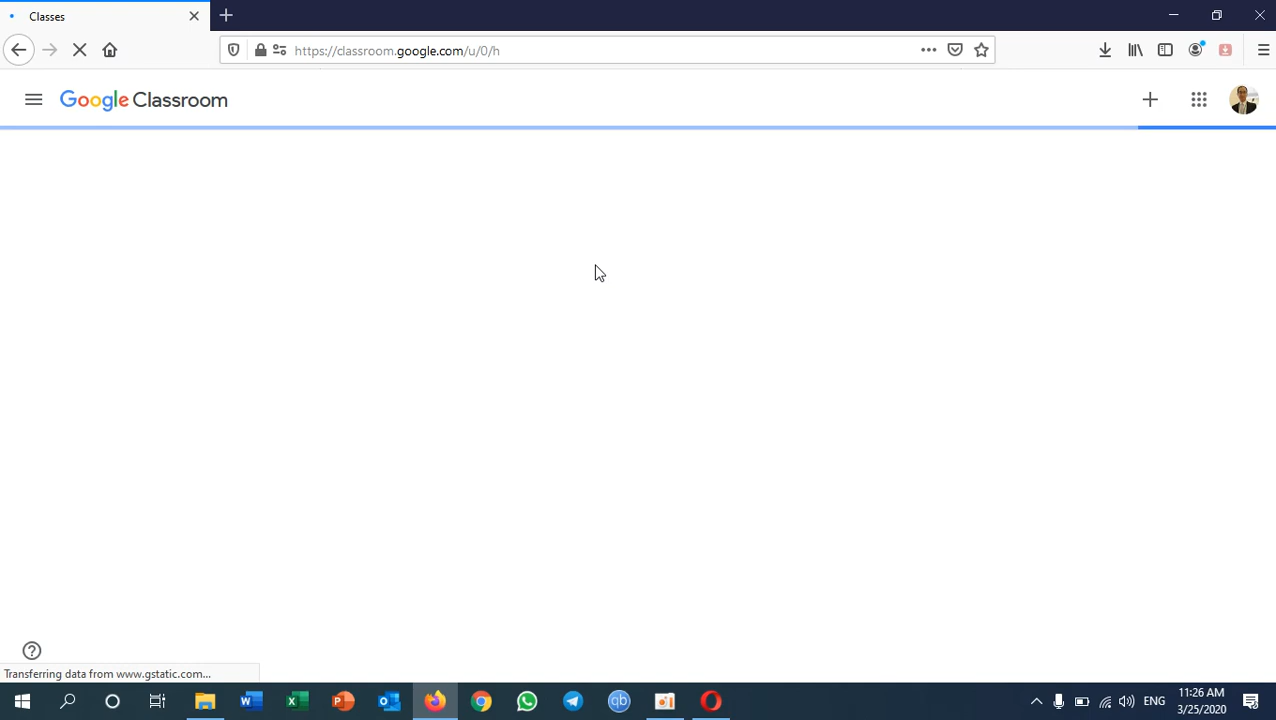 Classes
https://classroom.google.com/u/0/h
Google Classroom
Transferring data from www.gstatic.com...
qb
ENG
11:26 AM
3/25/2020